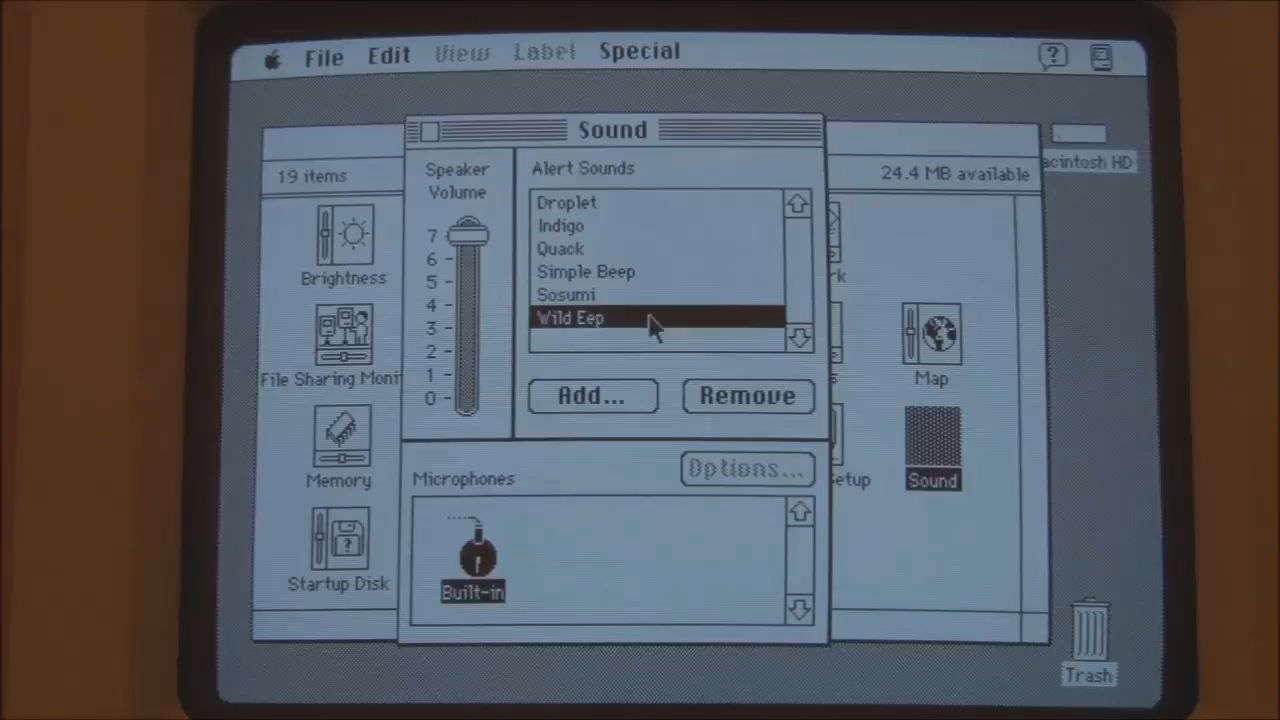 File Edit View Label Special
Sound
19 items
24.4 MB available
acintosh HD
Speaker
Volume
7
6
5
4
3
2
1
0
Alert Sounds
Droplet
Indigo
Quack
Simple Beep
Sosumi
Wild Eep
Add... Remove
Microphones
Options...
Built-in
Brightness
File Sharing Moni
Memory
Startup Disk
rk
Map
s
etup
Sound
Trash